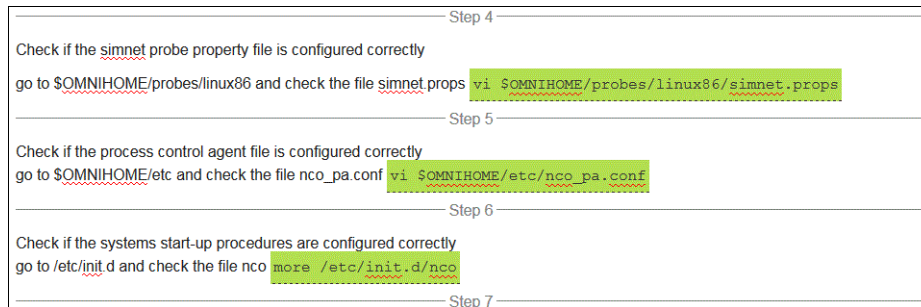 Step 4
Check if the simnet probe property file is configured correctly
go to $OMNIHOME/probes/linux86 and check the file simnet.props vi $OMNIHOME/probes/linux86/simnet.props
Step 5
Check if the process control agent file is configured correctly
go to $OMNIHOME/etc and check the file nco_pa.conf vi $OMNIHOME/etc/nco_pa.conf
Step 6
Check if the systems start-up procedures are configured correctly
go to /etc/init.d and check the file nco more /etc/init.d/nco
Step 7